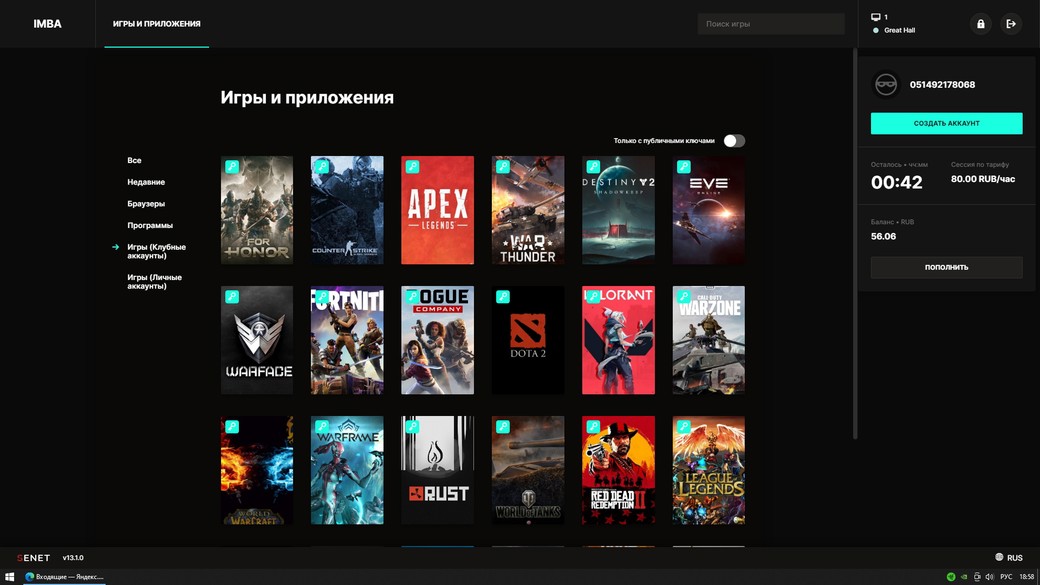 IMBA
ИГРЫ И ПРИЛОЖЕНИЯ
Поиск игры
1
Great Hall
Игры и приложения
051492178068
СОЗДАТЬ АККАУНТ
Только с публичными ключами
Осталось • чч:мм
Сессия по тарифу
00:42
80.00 RUB/час
Баланс • RUB
56.06
ПОПОЛНИТЬ
Все
Недавние
Браузеры
Программы
Игры (Клубные
аккаунты)
Игры (Личные
аккаунты)
FOR
HONOR
COUNTER STRIKE
APEX
LEGENDS
WAR
THUNDER
DESTINY 2
SHADOWKEEP
EVE
ONLINE
WARFACE
FORTNITE
ROGUE
COMPANY
DOTA 2
VALORANT
CALL OF DUTY
WARZONE
WORLD
WARCRAFT
WARFRAME
RUST
WORLD OF TANKS
RED DEAD
REDEMPTION II
LEAGUE
OF
LEGENDS
SENET
v13.1.0
RUS
Входящие — Яндекс....
РУС
18:58